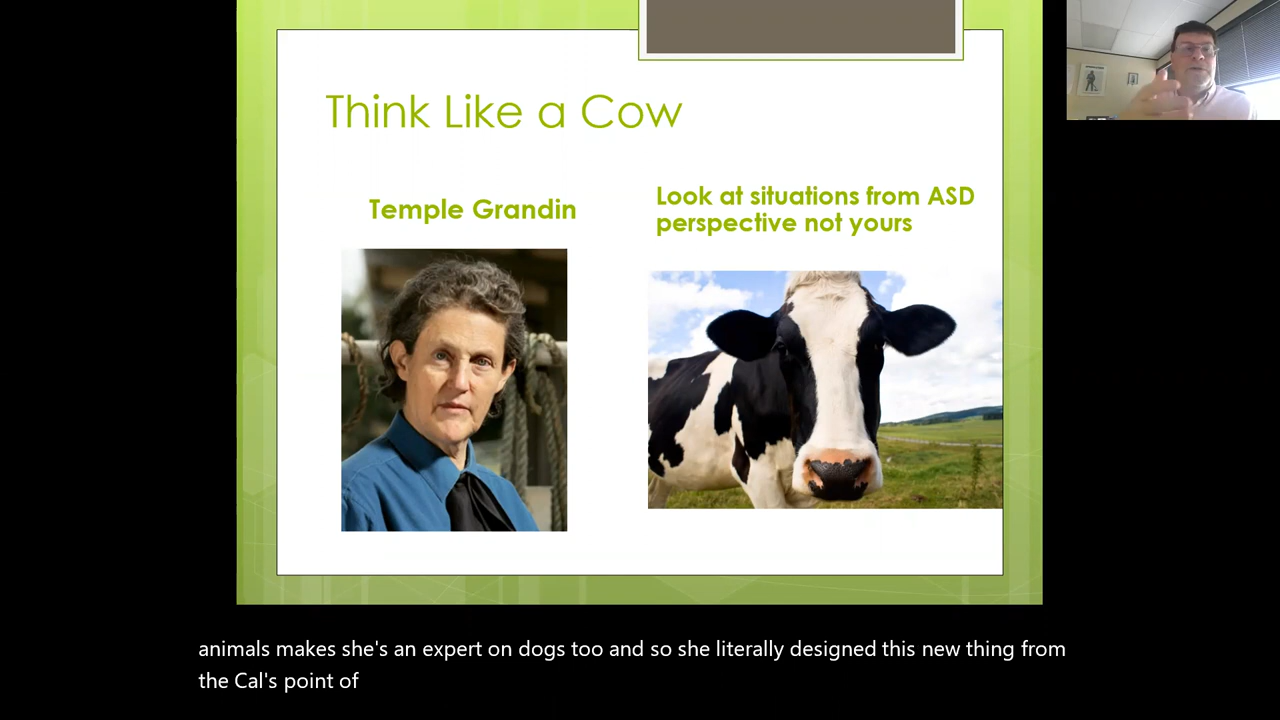 Think Like a Cow
Temple Grandin
Look at situations from ASD
perspective not yours
animals makes she's an expert on dogs too and so she literally designed this new thing from
the Cal's point of